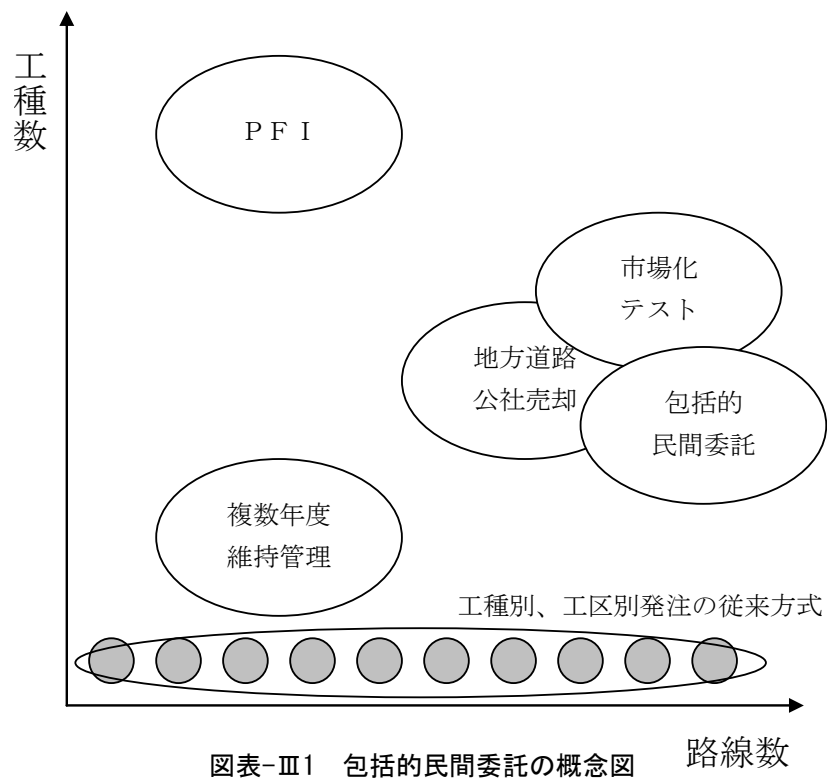 工種数
ＰＦＩ
市場化
テスト
地方道路
公社売却
包括的
民間委託
複数年度
維持管理
工種別、工区別発注の従来方式
路線数
図表-Ⅲ1　包括的民間委託の概念図